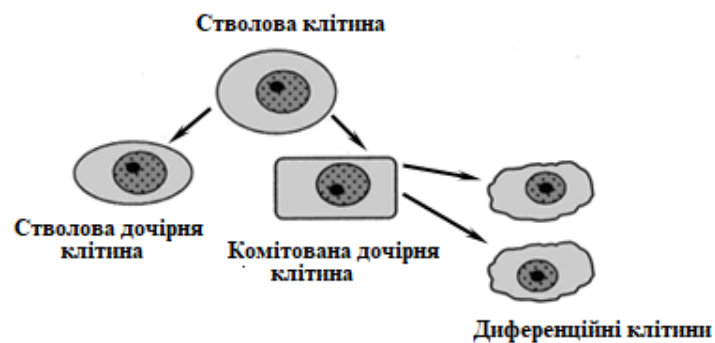 Стволова клітина
Стволова дочірня
клітина
Комітована дочірня
клітина
Диференційні клітини